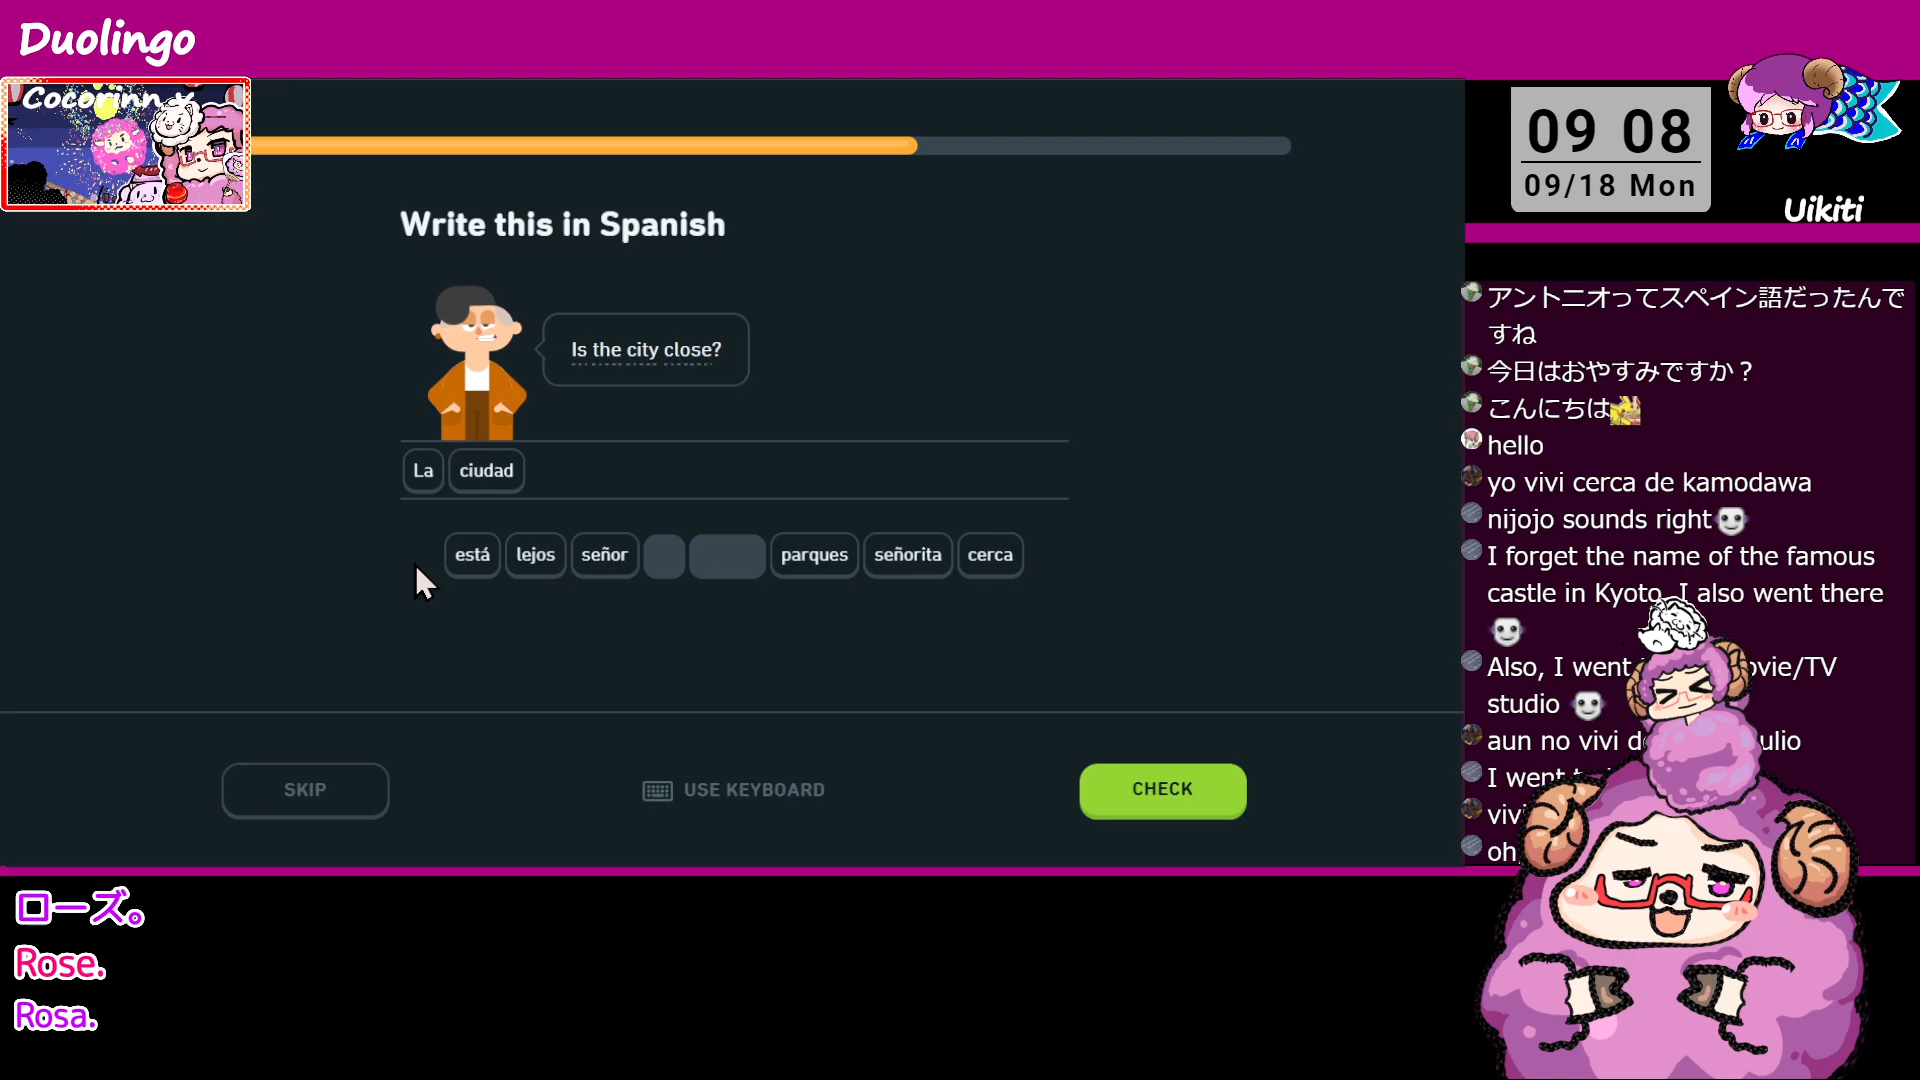 Duolingo
Cocorinn
Write this in Spanish
Is the city close?
La ciudad
está lejos señor parques señorita cerca
SKIP
USE KEYBOARD
CHECK
09 08
09/18 Mon
Uikiti
アントニオってスペイン語だったんで
すね
今日はおやすみですか？
こんにちは
hello
yo vivi cerca de kamodawa
nijojo sounds right
I forget the name of the famous
castle in Kyoto. I also went there
Also, I went
studio
aun no vivi
I went
oh,
ローズ。
Rose.
Rosa.